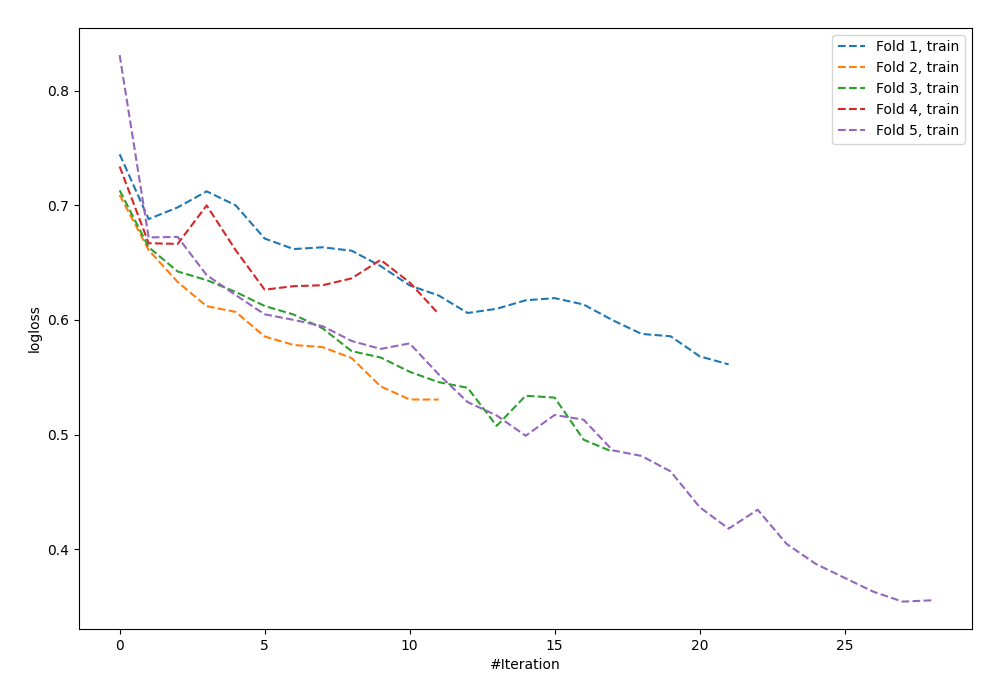 Fold 1, train
Fold 2, train
Fold 3, train
Fold 4, train
Fold 5, train
logloss
0.8
0.7
0.6
0.5
0.4
0
5
10
15
20
25
#Iteration